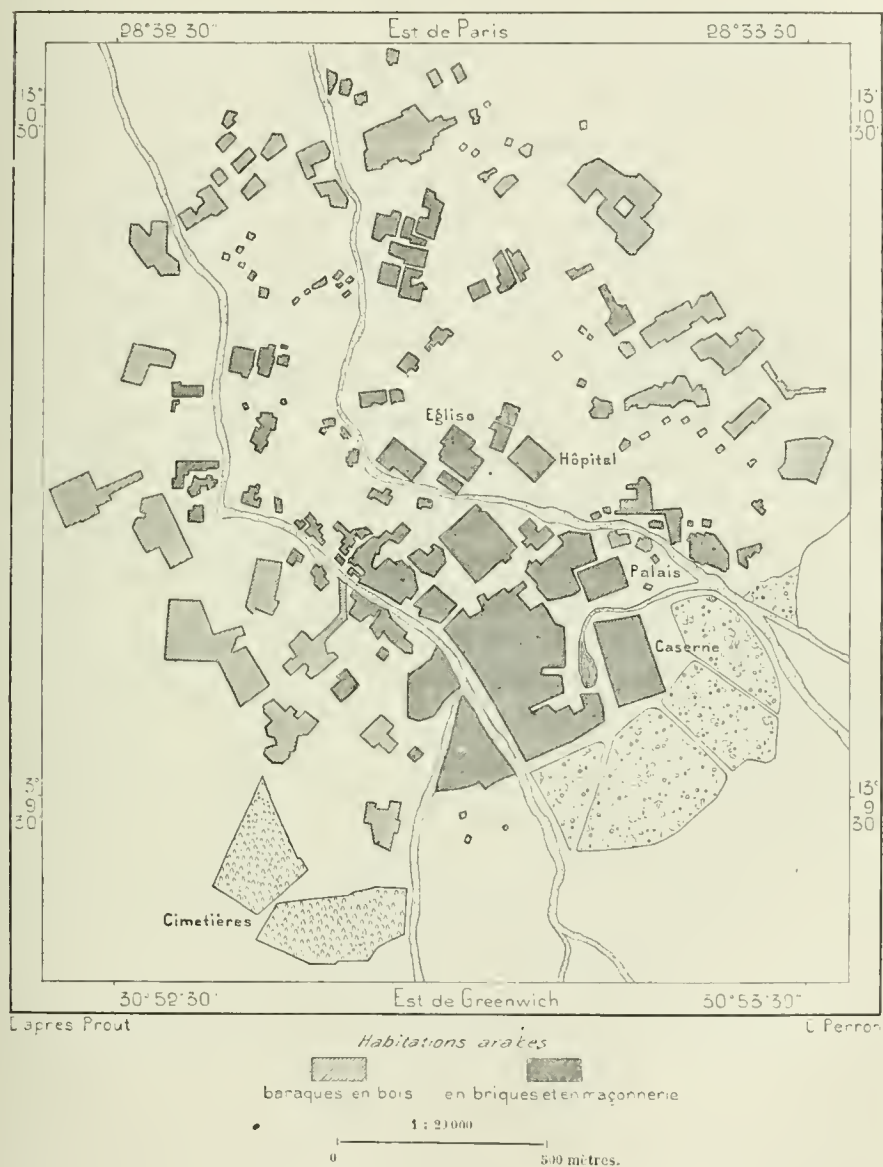 28°32'30" Est de Paris 28°33'30
13°
10'
30"
13°
10'
30"
Eglise
Hôpital
Palais
Caserne
3°
9
30
13°
9
30
Cimetières
30°52'30" Est de Greenwich 30°53'30"
D'après Prout C Perron
Habitations arabes
baraques en bois en briques et en maçonnerie
1 : 20 000
0 500 mètres.